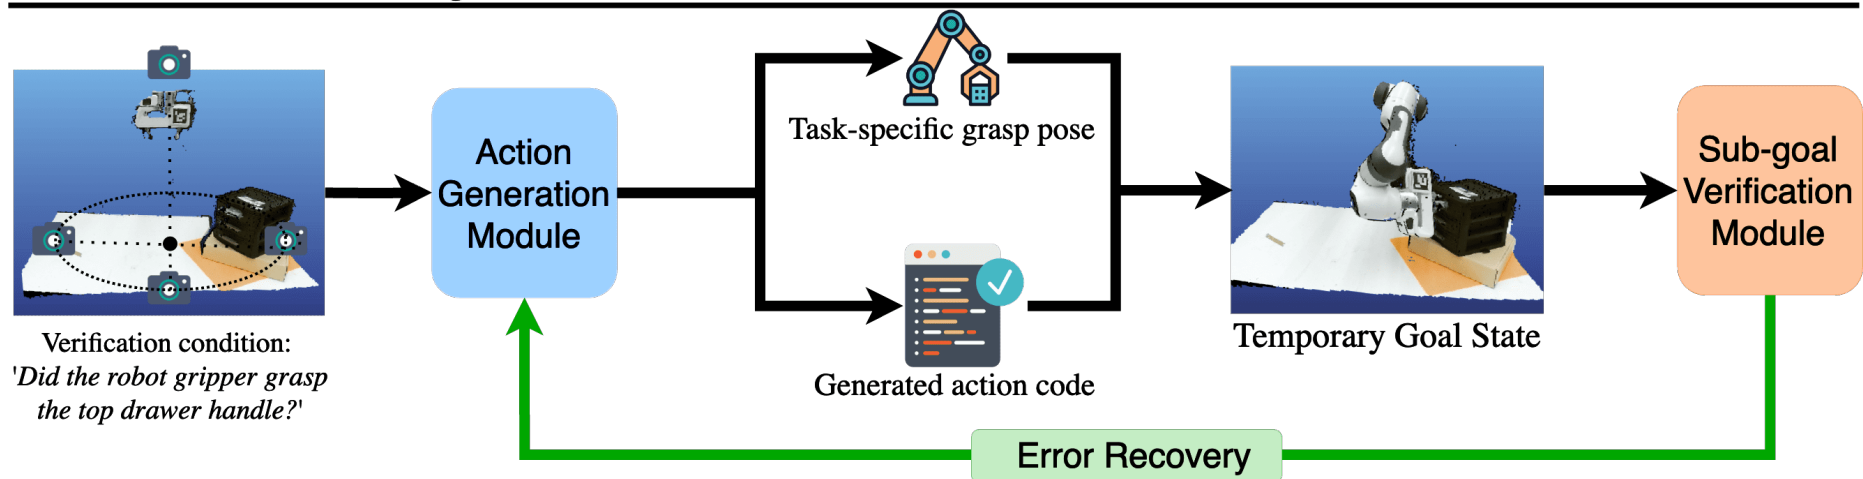 Verification condition:
'Did the robot gripper grasp
the top drawer handle?'
Action
Generation
Module
Task-specific grasp pose
Generated action code
Temporary Goal State
Sub-goal
Verification
Module
Error Recovery